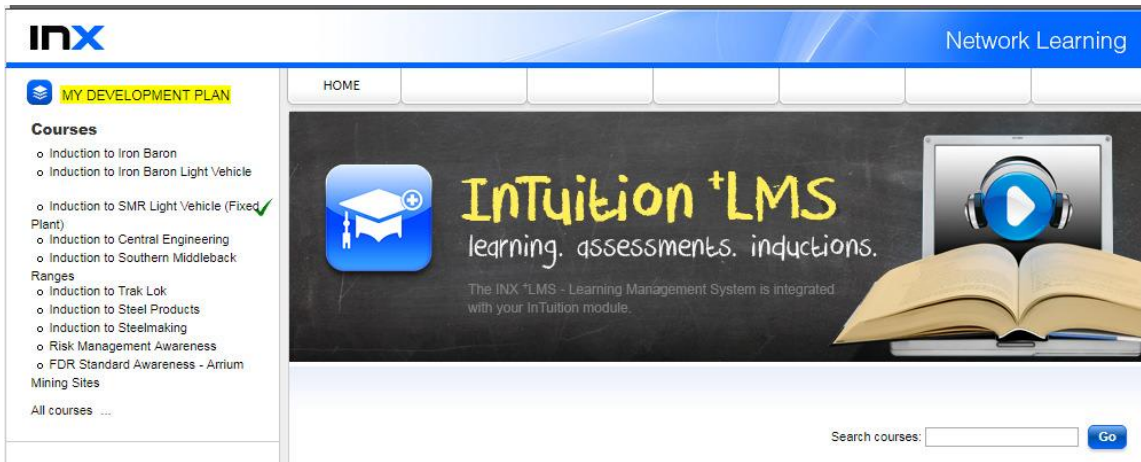 INX
Network Learning
MY DEVELOPMENT PLAN
HOME
Courses
Induction to Iron Baron
Induction to Iron Baron Light Vehicle
Induction to SMR Light Vehicle (Fixed
Plant)
Induction to Central Engineering
Induction to Southern Middleback
Ranges
Induction to Trak Lok
Induction to Steel Products
Induction to Steelmaking
Risk Management Awareness
FDR Standard Awareness - Arrium
Mining Sites
All courses ...
InTuition +LMS
learning. assessments. inductions.
The INX +LMS - Learning Management System is integrated
with your InTuition module.
Search courses:
Go